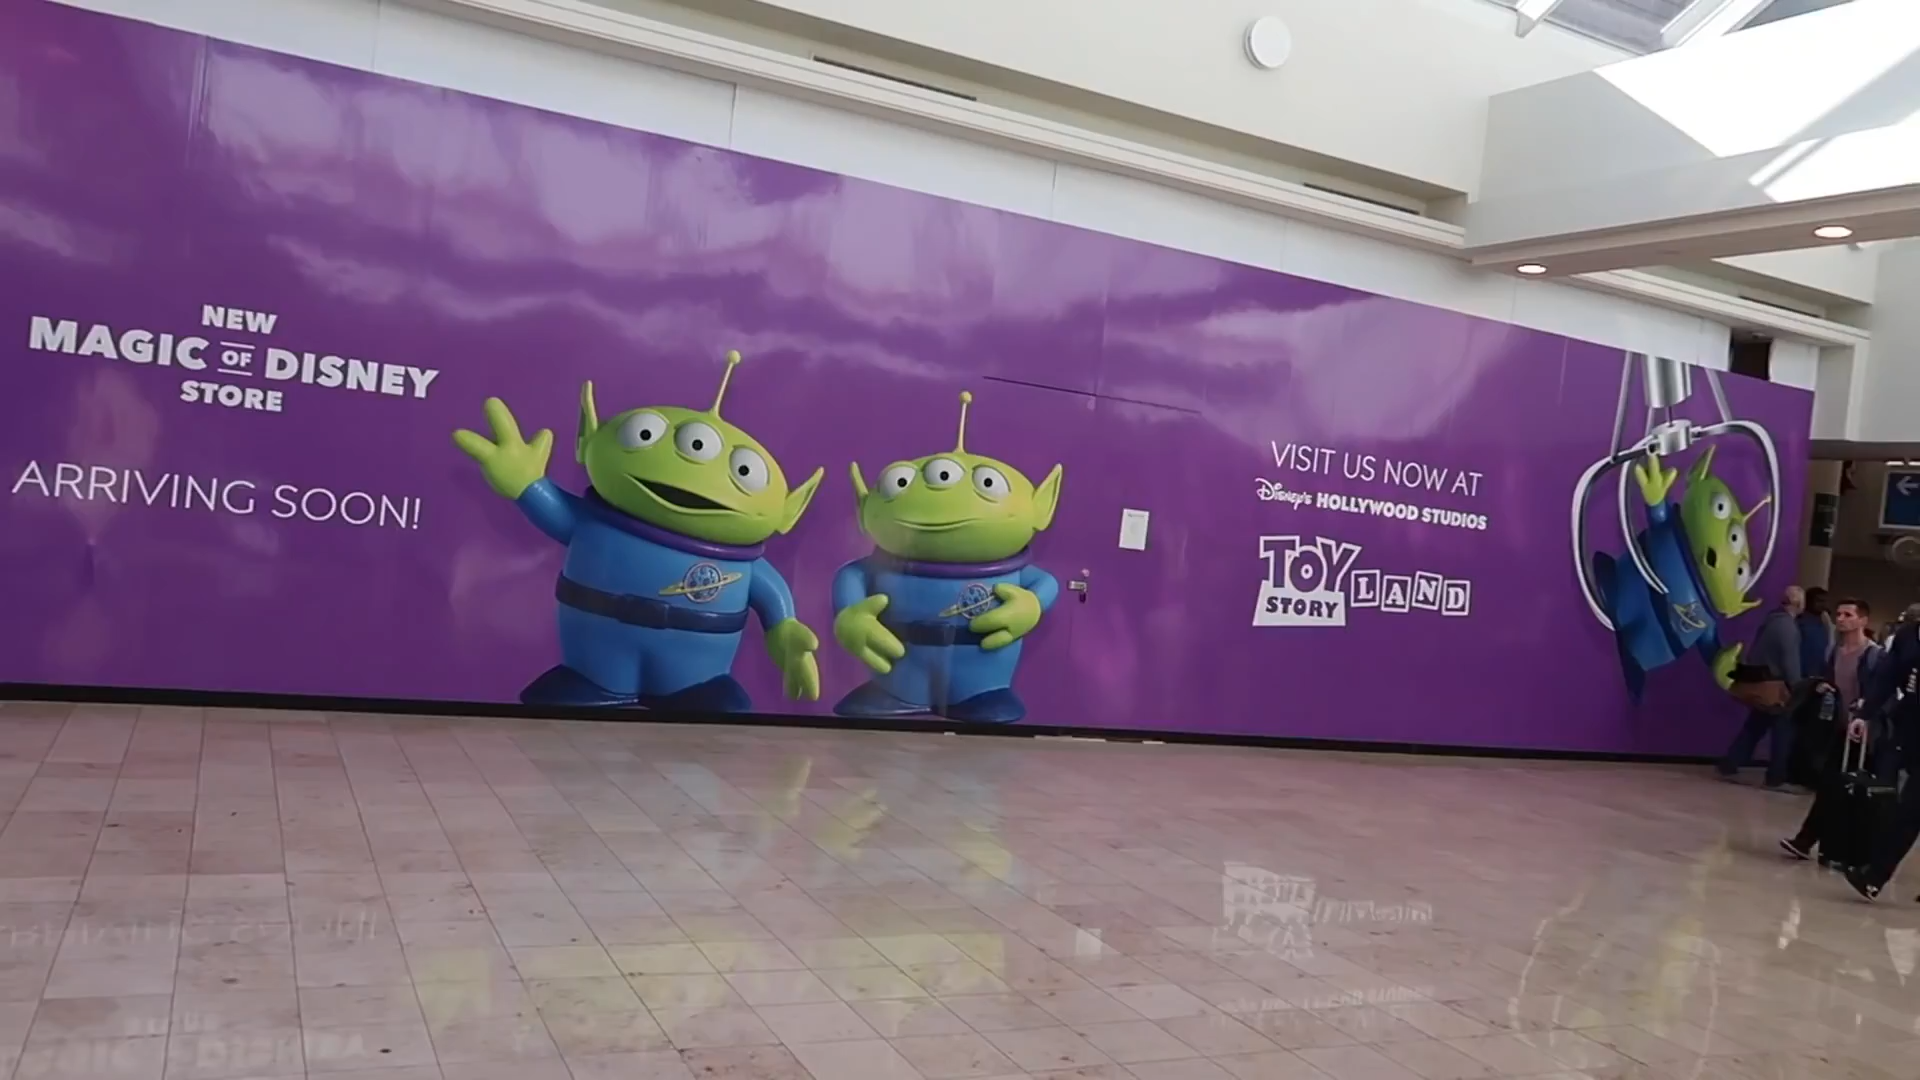 NEW
MAGIC OF DISNEY
STORE
ARRIVING SOON!
VISIT US NOW AT
Disney's HOLLYWOOD STUDIOS
TOY STORY LAND